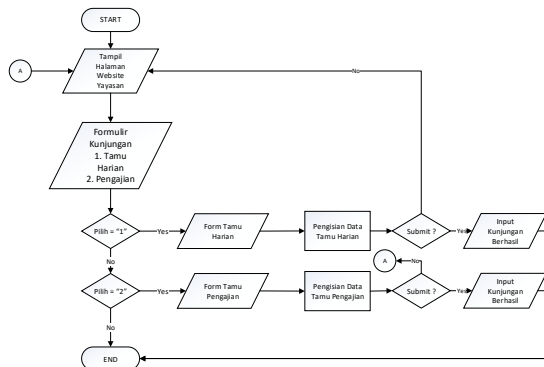 START
Tampil
Halaman
Website
Yayasan
A
No
Formulir
Kunjungan
1. Tamu
Harian
2. Pengajian
Pilih = “1”
Yes
Form Tamu
Harian
Pengisian Data
Tamu Harian
Submit ?
Yes
Input
Kunjungan
Berhasil
No
A
No
Pilih = “2”
Yes
Form Tamu
Pengajian
Pengisian Data
Tamu Pengajian
Submit ?
Yes
Input
Kunjungan
Berhasil
No
END